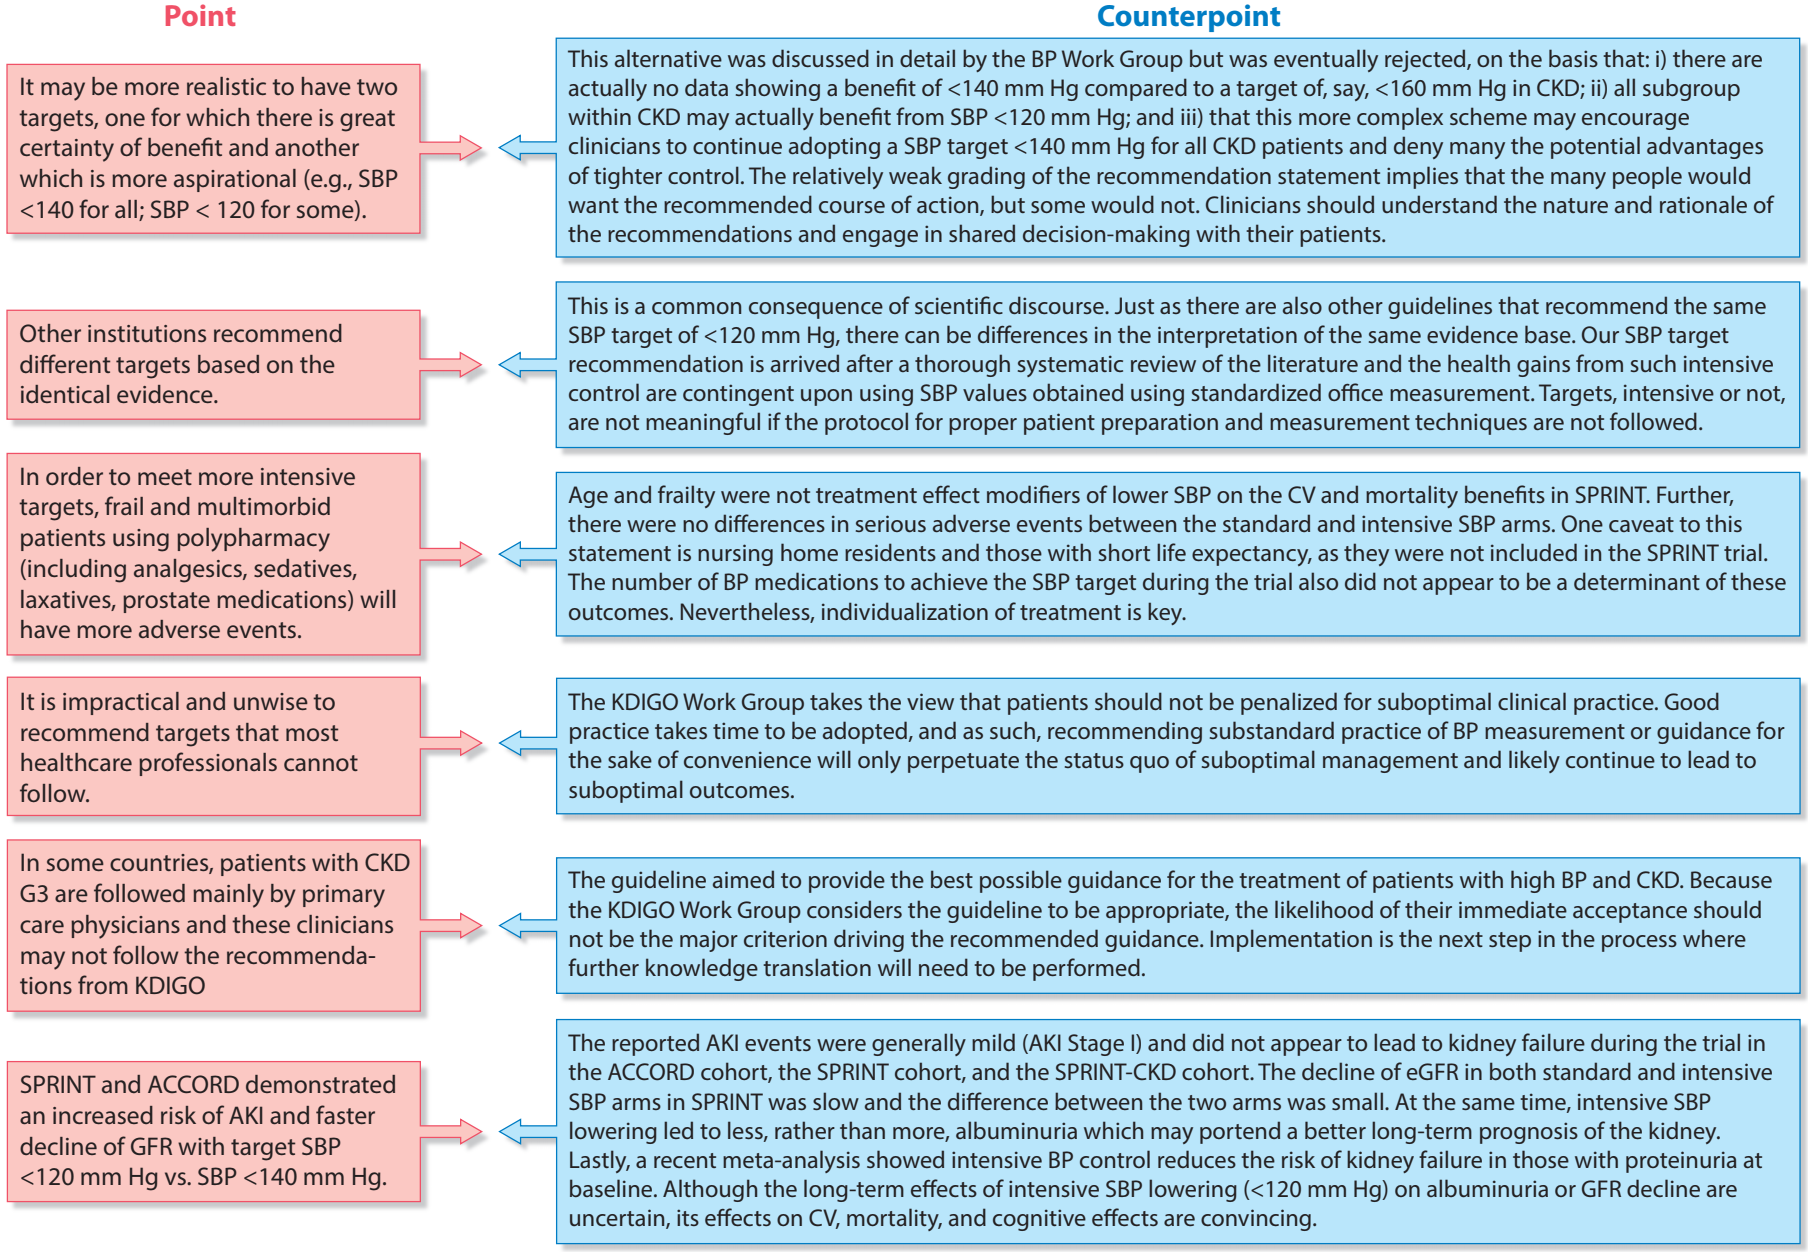 Point
Counterpoint
It may be more realistic to have two
targets, one for which there is great
certainty of benefit and another
which is more aspirational (e.g., SBP
<140 for all; SBP < 120 for some).
This alternative was discussed in detail by the BP Work Group but was eventually rejected, on the basis that: i) there are
actually no data showing a benefit of <140 mm Hg compared to a target of, say, <160 mm Hg in CKD; ii) all subgroup
within CKD may actually benefit from SBP <120 mm Hg; and iii) that this more complex scheme may encourage
clinicians to continue adopting a SBP target <140 mm Hg for all CKD patients and deny many the potential advantages
of tighter control. The relatively weak grading of the recommendation statement implies that the many people would
want the recommended course of action, but some would not. Clinicians should understand the nature and rationale of
the recommendations and engage in shared decision-making with their patients.
Other institutions recommend
different targets based on the
identical evidence.
This is a common consequence of scientific discourse. Just as there are also other guidelines that recommend the same
SBP target of <120 mm Hg, there can be differences in the interpretation of the same evidence base. Our SBP target
recommendation is arrived after a thorough systematic review of the literature and the health gains from such intensive
control are contingent upon using SBP values obtained using standardized office measurement. Targets, intensive or not,
are not meaningful if the protocol for proper patient preparation and measurement techniques are not followed.
In order to meet more intensive
targets, frail and multimorbid
patients using polypharmacy
(including analgesics, sedatives,
laxatives, prostate medications) will
have more adverse events.
Age and frailty were not treatment effect modifiers of lower SBP on the CV and mortality benefits in SPRINT. Further,
there were no differences in serious adverse events between the standard and intensive SBP arms. One caveat to this
statement is nursing home residents and those with short life expectancy, as they were not included in the SPRINT trial.
The number of BP medications to achieve the SBP target during the trial also did not appear to be a determinant of these
outcomes. Nevertheless, individualization of treatment is key.
It is impractical and unwise to
recommend targets that most
healthcare professionals cannot
follow.
The KDIGO Work Group takes the view that patients should not be penalized for suboptimal clinical practice. Good
practice takes time to be adopted, and as such, recommending substandard practice of BP measurement or guidance for
the sake of convenience will only perpetuate the status quo of suboptimal management and likely continue to lead to
suboptimal outcomes.
In some countries, patients with CKD
G3 are followed mainly by primary
care physicians and these clinicians
may not follow the recommenda-
tions from KDIGO
The guideline aimed to provide the best possible guidance for the treatment of patients with high BP and CKD. Because
the KDIGO Work Group considers the guideline to be appropriate, the likelihood of their immediate acceptance should
not be the major criterion driving the recommended guidance. Implementation is the next step in the process where
further knowledge translation will need to be performed.
SPRINT and ACCORD demonstrated
an increased risk of AKI and faster
decline of GFR with target SBP
<120 mm Hg vs. SBP <140 mm Hg.
The reported AKI events were generally mild (AKI Stage I) and did not appear to lead to kidney failure during the trial in
the ACCORD cohort, the SPRINT cohort, and the SPRINT-CKD cohort. The decline of eGFR in both standard and intensive
SBP arms in SPRINT was slow and the difference between the two arms was small. At the same time, intensive SBP
lowering led to less, rather than more, albuminuria which may portend a better long-term prognosis of the kidney.
Lastly, a recent meta-analysis showed intensive BP control reduces the risk of kidney failure in those with proteinuria at
baseline. Although the long-term effects of intensive SBP lowering (<120 mm Hg) on albuminuria or GFR decline are
uncertain, its effects on CV, mortality, and cognitive effects are convincing.